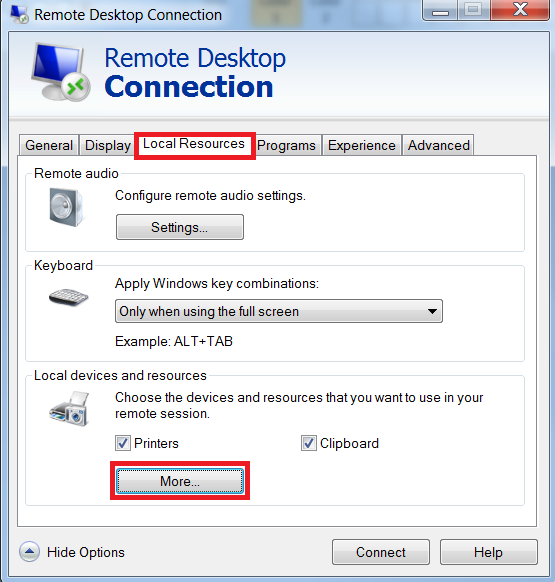 Remote Desktop Connection
Remote Desktop
Connection
General Display Local Resources Programs Experience Advanced
Remote audio
Configure remote audio settings.
Settings...
Keyboard
Apply Windows key combinations:
Only when using the full screen
Example: ALT+TAB
Local devices and resources
Choose the devices and resources that you want to use in your
remote session.
Printers Clipboard
More...
Hide Options Connect Help